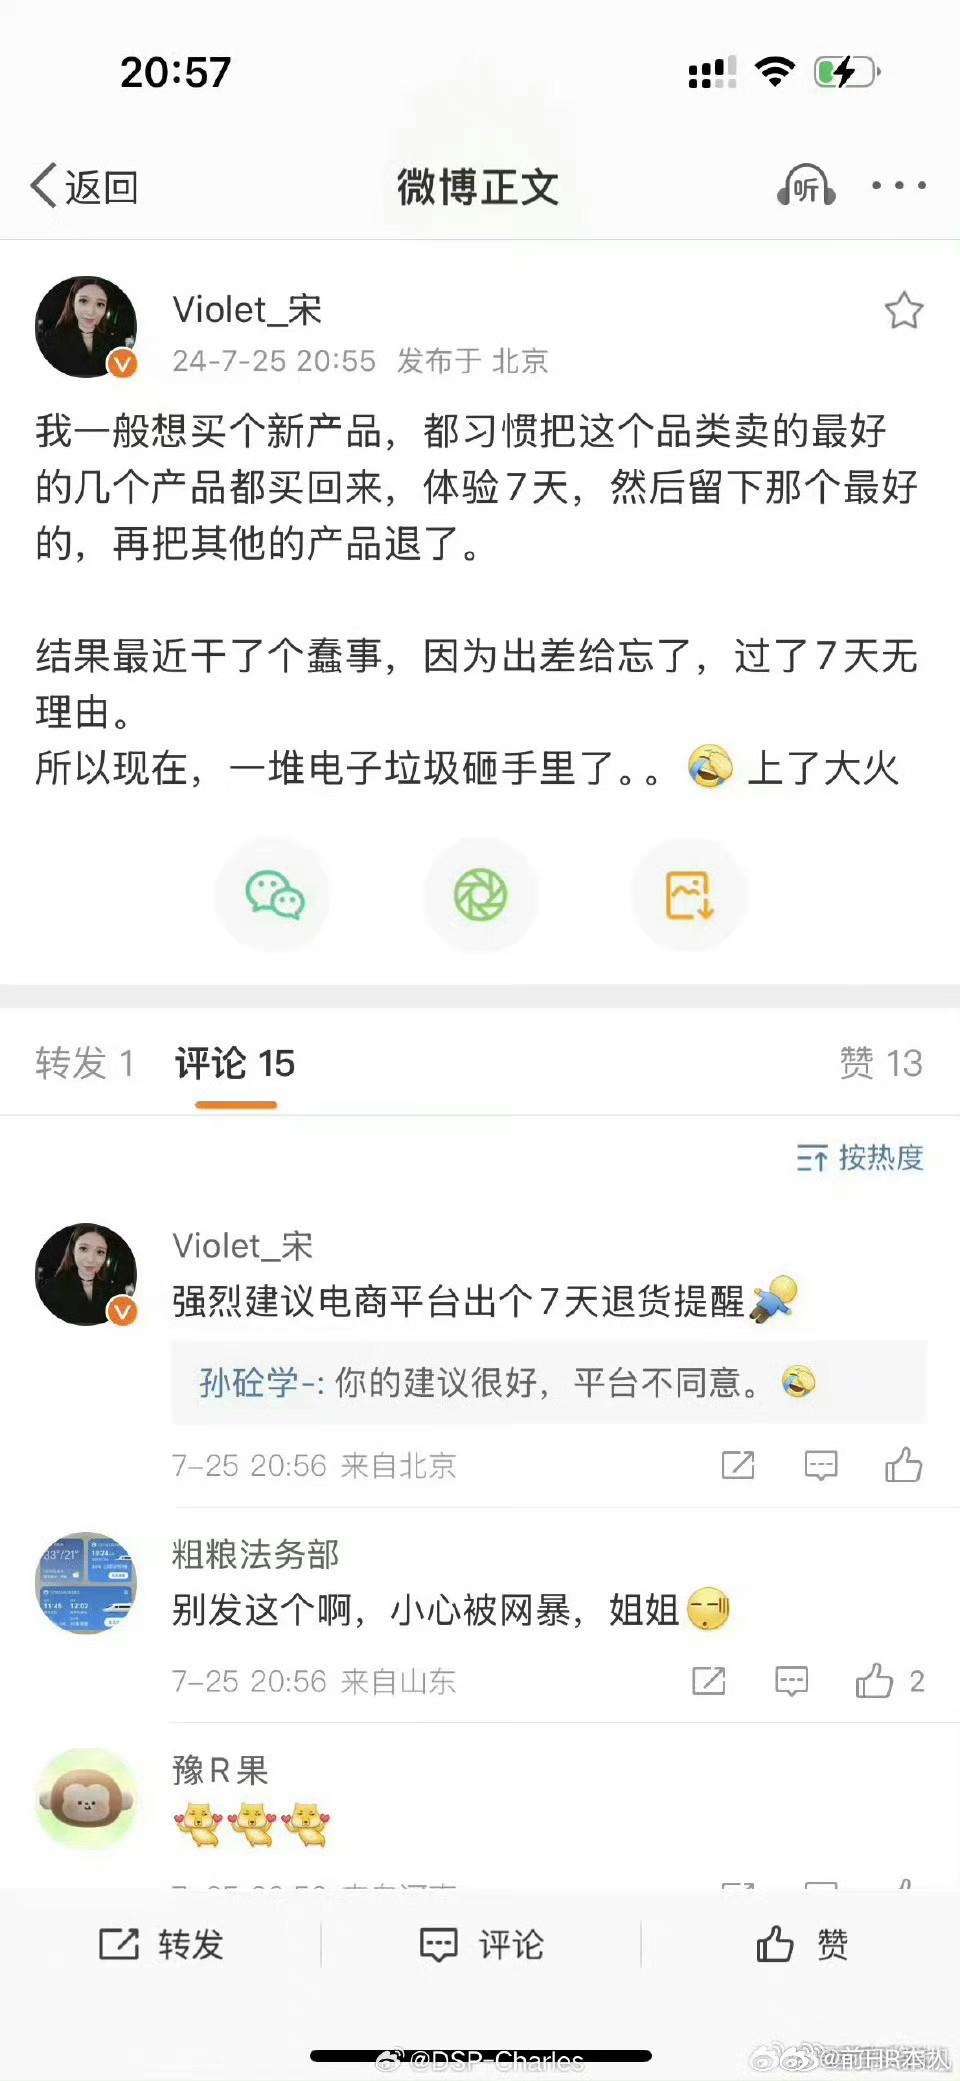 20:57
返回
微博正文
听
Violet_宋
24-7-25 20:55 发布于 北京
我一般想买个新产品，都习惯把这个品类卖的最好
的几个产品都买回来，体验7天，然后留下那个最好
的，再把其他的产品退了。
结果最近干了个蠢事，因为出差给忘了，过了7天无
理由。
所以现在，一堆电子垃圾砸手里了。。🤣 上了大火
转发 1
评论 15
赞 13
按热度
Violet_宋
强烈建议电商平台出个7天退货提醒
孙砼学-: 你的建议很好，平台不同意。🤣
7-25 20:56 来自北京
粗粮法务部
别发这个啊，小心被网暴，姐姐
7-25 20:56 来自山东
2
豫R果
转发
评论
赞
@DSP-Charles